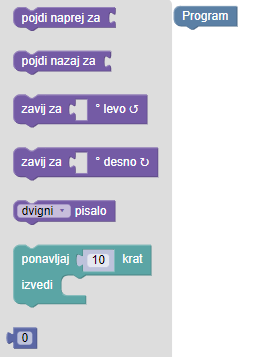 pojdi naprej za
Program
pojdi nazaj za
zavij za ° levo ↺
zavij za ° desno ↻
dvigni ▾ pisalo
ponavljaj 10 krat
izvedi
0